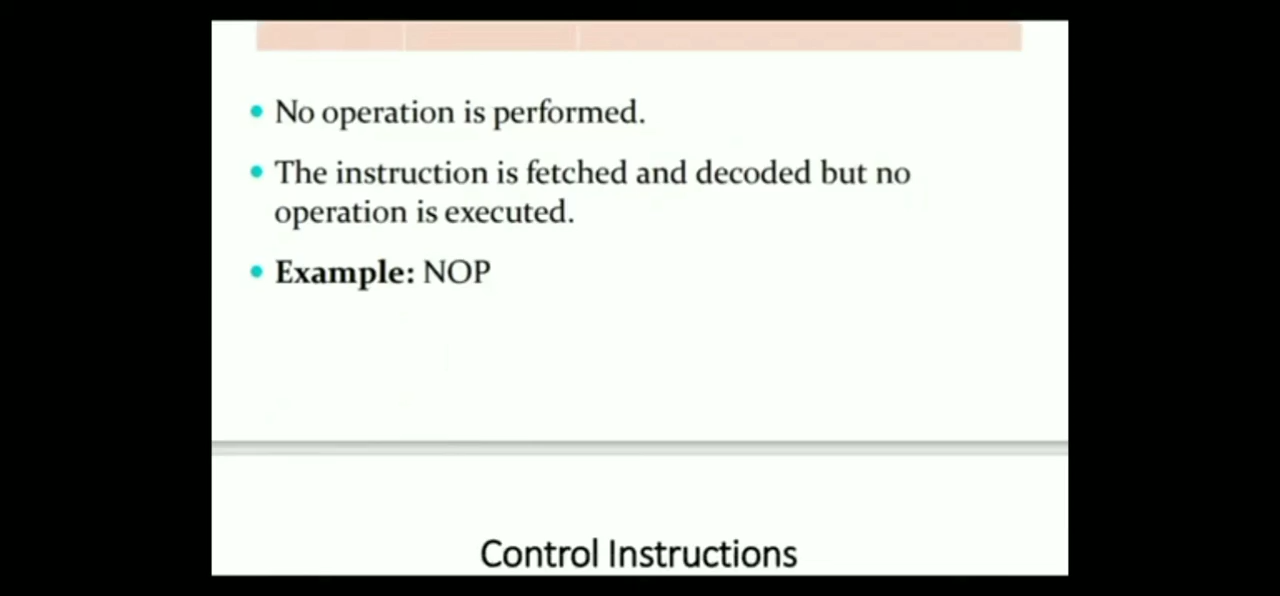 No operation is performed.
The instruction is fetched and decoded but no
operation is executed.
Example: NOP
Control Instructions